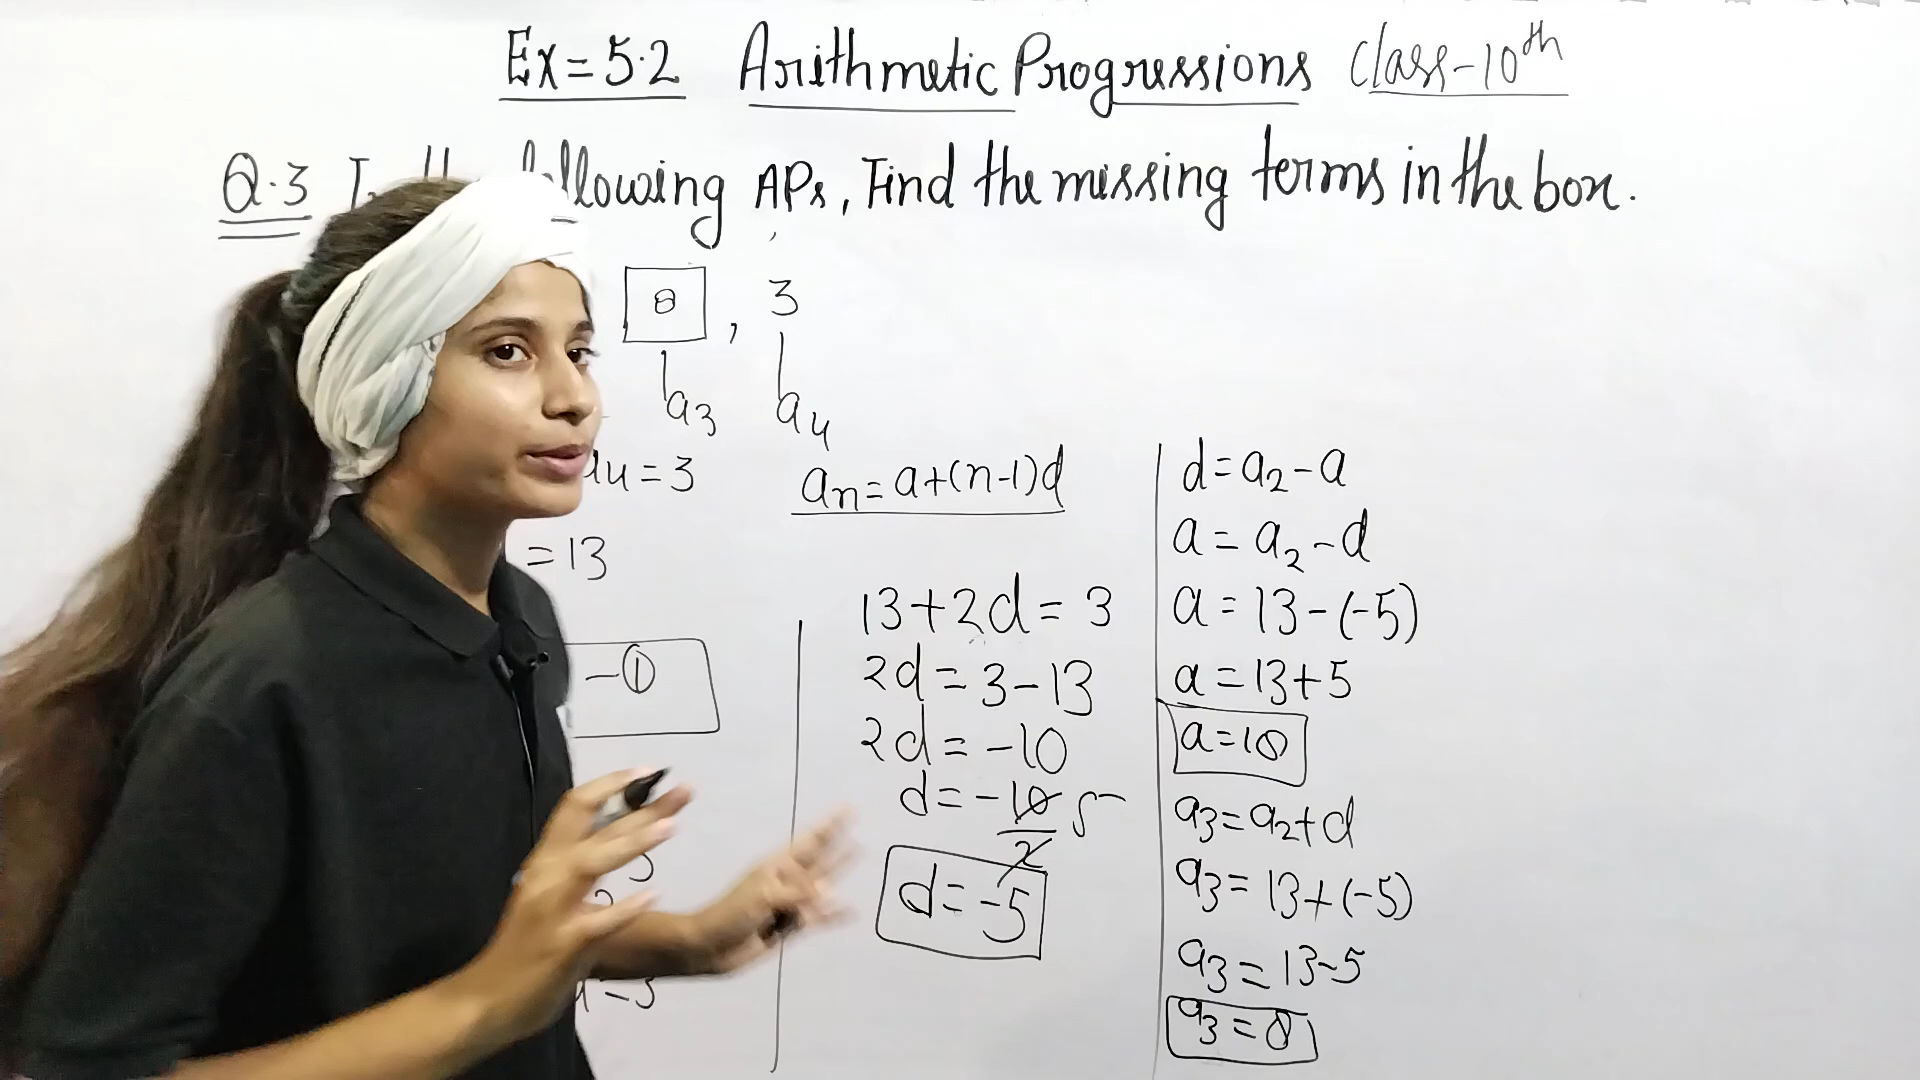 Ex = 5.2 Arithmetic Progressions Class-10th
Q.3 following APs, Find the missing terms in the box.
8 , 3
a3 a4
a4 = 3
= 13
- ①
an = a+(n-1)d
13+2d = 3
2d = 3-13
2d = -10
d = -10/2 5
d = -5
d = a2 - a
a = a2 - d
a = 13 - (-5)
a = 13+5
a = 18
a3 = a2+d
a3 = 13+(-5)
a3 = 13-5
a3 = 8